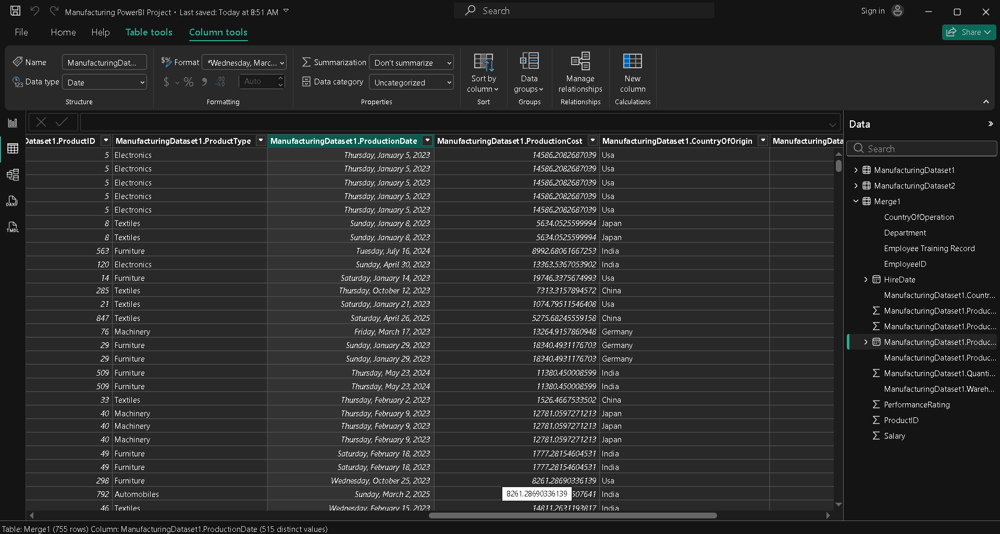 Manufacturing PowerBI Project • Last saved: Today at 8:51 AM
Search
Sign in
File Home Help Table tools Column tools
Share
Name ManufacturingDat...
Data type Date
Structure
Format *Wednesday, Marc...
$ % 9 .00 Auto
Formatting
Summarization Don't summarize
Data category Uncategorized
Properties
Sort by column
Sort
Data groups
Groups
Manage relationships
Relationships
New column
Calculations
DAX
TMDL
Dataset1.ProductID ManufacturingDataset1.ProductType ManufacturingDataset1.ProductionDate ManufacturingDataset1.ProductionCost ManufacturingDataset1.CountryOfOrigin ManufacturingData
5 Electronics Thursday, January 5, 2023 14586.2082687039 Usa
5 Electronics Thursday, January 5, 2023 14586.2082687039 Usa
5 Electronics Thursday, January 5, 2023 14586.2082687039 Usa
5 Electronics Thursday, January 5, 2023 14586.2082687039 Usa
5 Electronics Thursday, January 5, 2023 14586.2082687039 Usa
8 Textiles Sunday, January 8, 2023 5634.0525599994 Japan
8 Textiles Sunday, January 8, 2023 5634.0525599994 Japan
563 Furniture Tuesday, July 16, 2024 8992.68061667253 India
120 Electronics Sunday, April 30, 2023 13363.5367053902 India
14 Furniture Saturday, January 14, 2023 19746.3375674993 Usa
285 Textiles Thursday, October 12, 2023 7313.3157894572 China
21 Textiles Saturday, January 21, 2023 1074.79511546408 Usa
847 Textiles Saturday, April 26, 2025 5275.68245559158 China
76 Machinery Friday, March 17, 2023 13264.9157860948 Germany
29 Furniture Sunday, January 29, 2023 18340.4931176703 Germany
29 Furniture Sunday, January 29, 2023 18340.4931176703 Germany
509 Furniture Thursday, May 23, 2024 11380.450008599 India
509 Furniture Thursday, May 23, 2024 11380.450008599 India
33 Textiles Thursday, February 2, 2023 1526.4667533502 China
40 Machinery Thursday, February 9, 2023 12781.0597271213 Japan
40 Machinery Thursday, February 9, 2023 12781.0597271213 Japan
40 Machinery Thursday, February 9, 2023 12781.0597271213 Japan
49 Furniture Saturday, February 18, 2023 1777.28154604531 India
49 Furniture Saturday, February 18, 2023 1777.28154604531 India
298 Furniture Wednesday, October 25, 2023 8261.28690336139 Usa
792 Automobiles Sunday, March 2, 2025 507641 India
8261.28690336139
46 Textiles Wednesday, February 15, 2023 14811.2631193817 India
Data
Search
ManufacturingDataset1
ManufacturingDataset2
Merge1
CountryOfOperation
Department
Employee Training Record
EmployeeID
HireDate
ManufacturingDataset1.Countr...
ManufacturingDataset1.Produc...
ManufacturingDataset1.Produc...
ManufacturingDataset1.Produc...
ManufacturingDataset1.Produc...
ManufacturingDataset1.Quanti...
ManufacturingDataset1.Wareh...
PerformanceRating
ProductID
Salary
Table: Merge1 (755 rows) Column: ManufacturingDataset1.ProductionDate (515 distinct values)